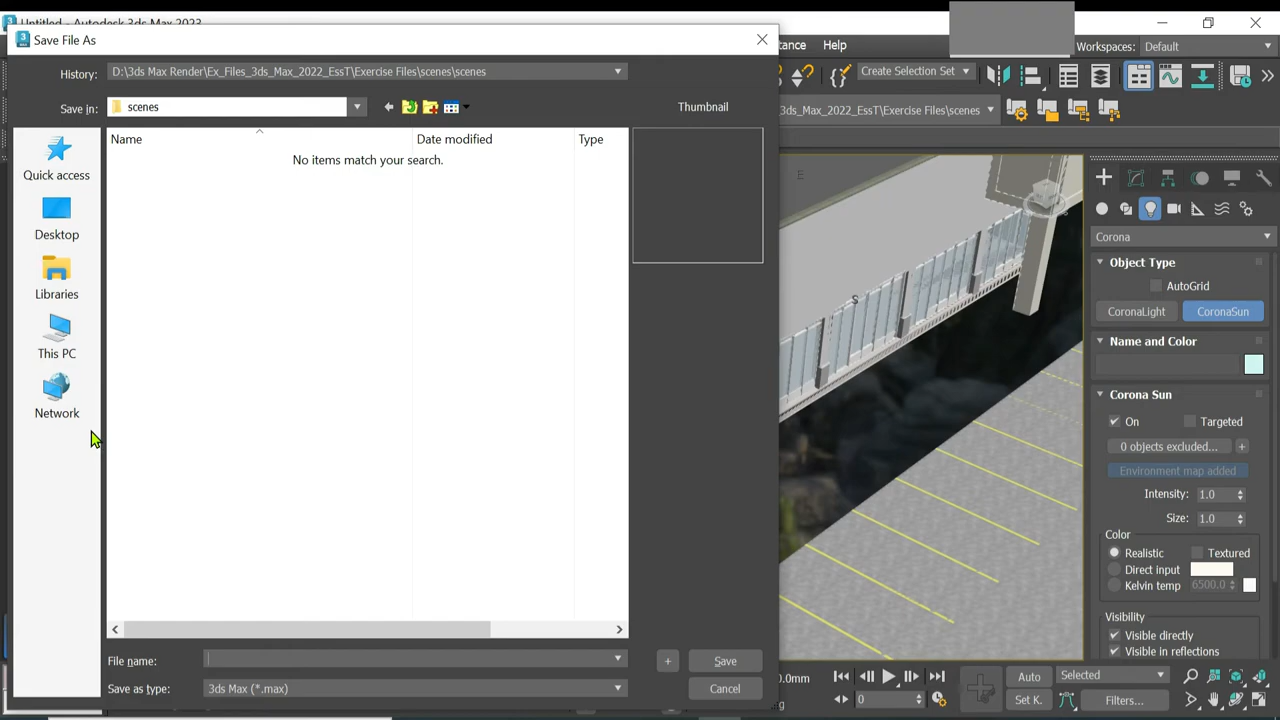 Untitled - Autodesk 3ds Max 2023
Save File As
Help
Workspaces: Default
History: D:\3ds Max Render\Ex_Files_3ds_Max_2022_EssT\Exercise Files\scenes\scenes
Create Selection Set
Save in: scenes
Thumbnail
3ds_Max_2022_EssT\Exercise Files\scenes
Name
Date modified
Type
No items match your search.
Quick access
Desktop
Libraries
This PC
Network
E
S
Corona
Object Type
AutoGrid
CoronaLight
CoronaSun
Name and Color
Corona Sun
On
Targeted
0 objects excluded...
+
Environment map added
Intensity: 1.0
Size: 1.0
Color
Realistic
Textured
Direct input
Kelvin temp 6500.0
Visibility
Visible directly
Visible in reflections
File name:
+
Save
Save as type: 3ds Max (*.max)
Cancel
0.0mm
Auto
Selected
0
Set K.
Filters...